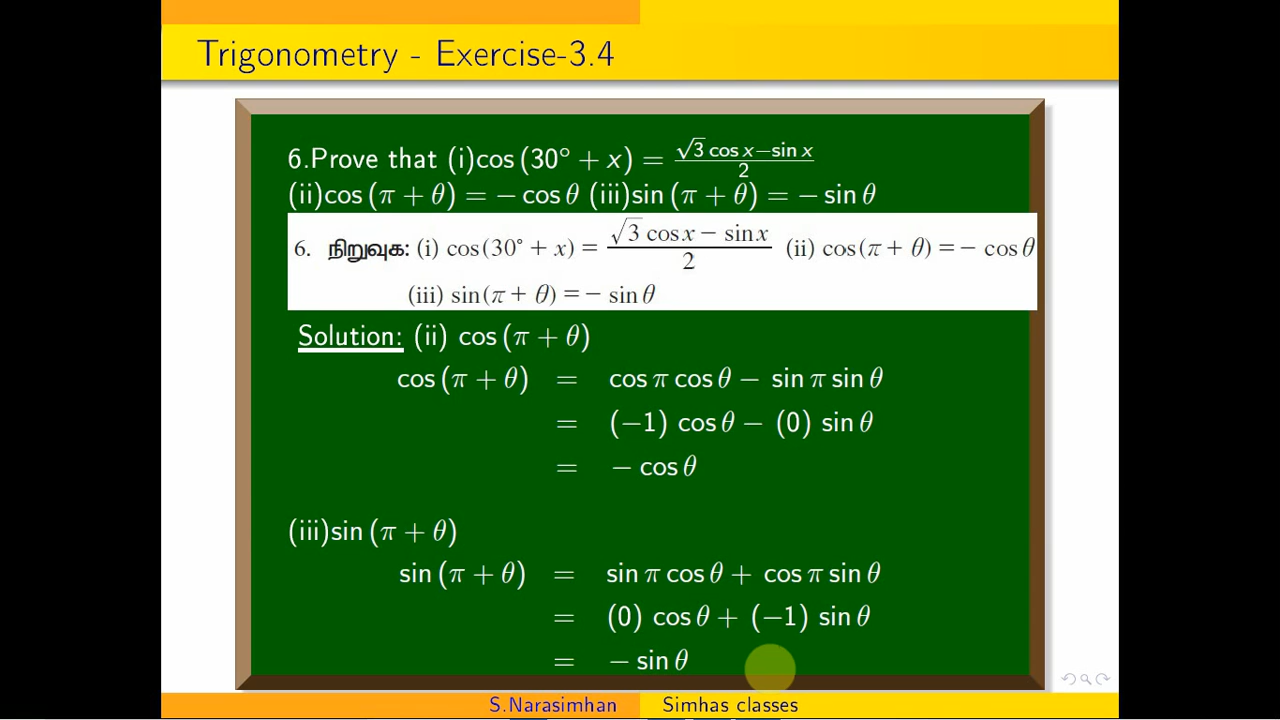 Trigonometry - Exercise-3.4
6.Prove that (i)cos (30° + x) = (√3 cos x−sin x)/2
(ii)cos (π + θ) = − cos θ (iii)sin (π + θ) = − sin θ
6. நிறுவுக: (i) cos(30° + x) = (√3 cos x − sin x)/2 (ii) cos(π + θ) = − cos θ
(iii) sin(π + θ) = − sin θ
Solution: (ii) cos (π + θ)
cos (π + θ) = cos π cos θ − sin π sin θ
= (−1) cos θ − (0) sin θ
= − cos θ
(iii)sin (π + θ)
sin (π + θ) = sin π cos θ + cos π sin θ
= (0) cos θ + (−1) sin θ
= − sin θ
S.Narasimhan Simhas classes